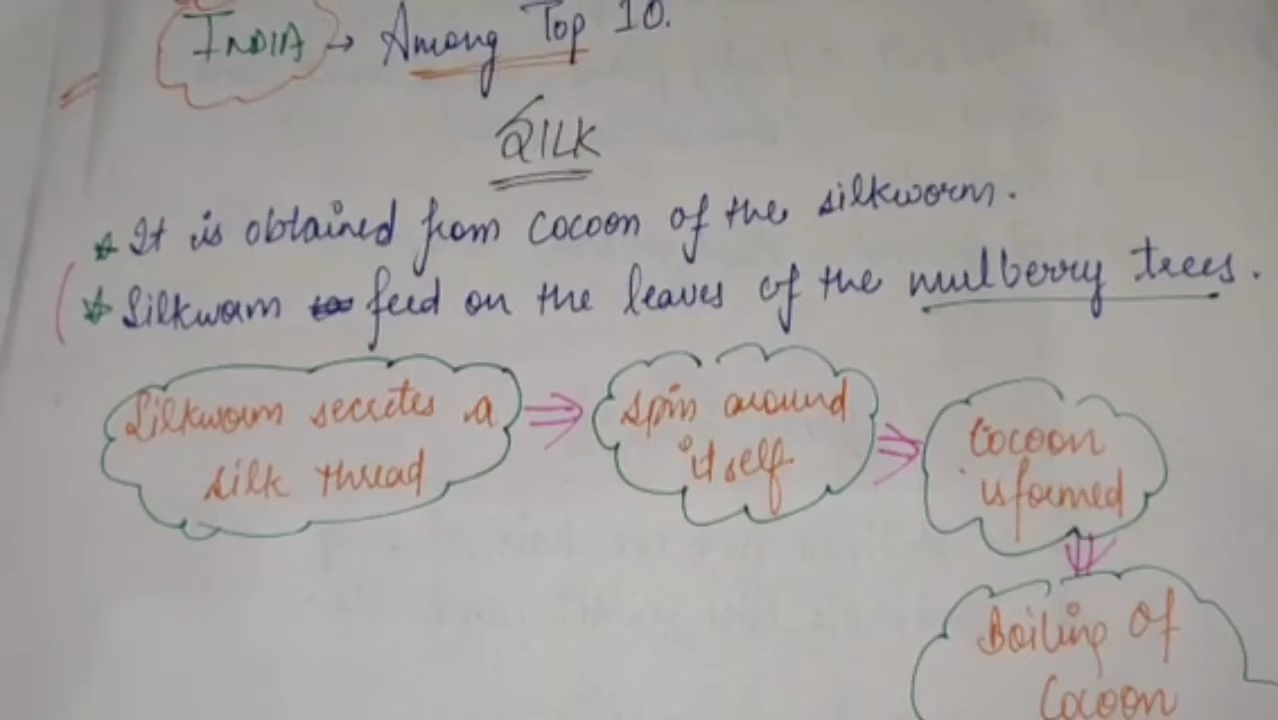 INDIA → Among Top 10.
SILK
It is obtained from cocoon of the silkworm.
Silkwarm feed on the leaves of the mulberry trees.
Silkworm secretes a
silk thread
spin around
itself
Cocoon
is formed
Boiling of
Cocoon